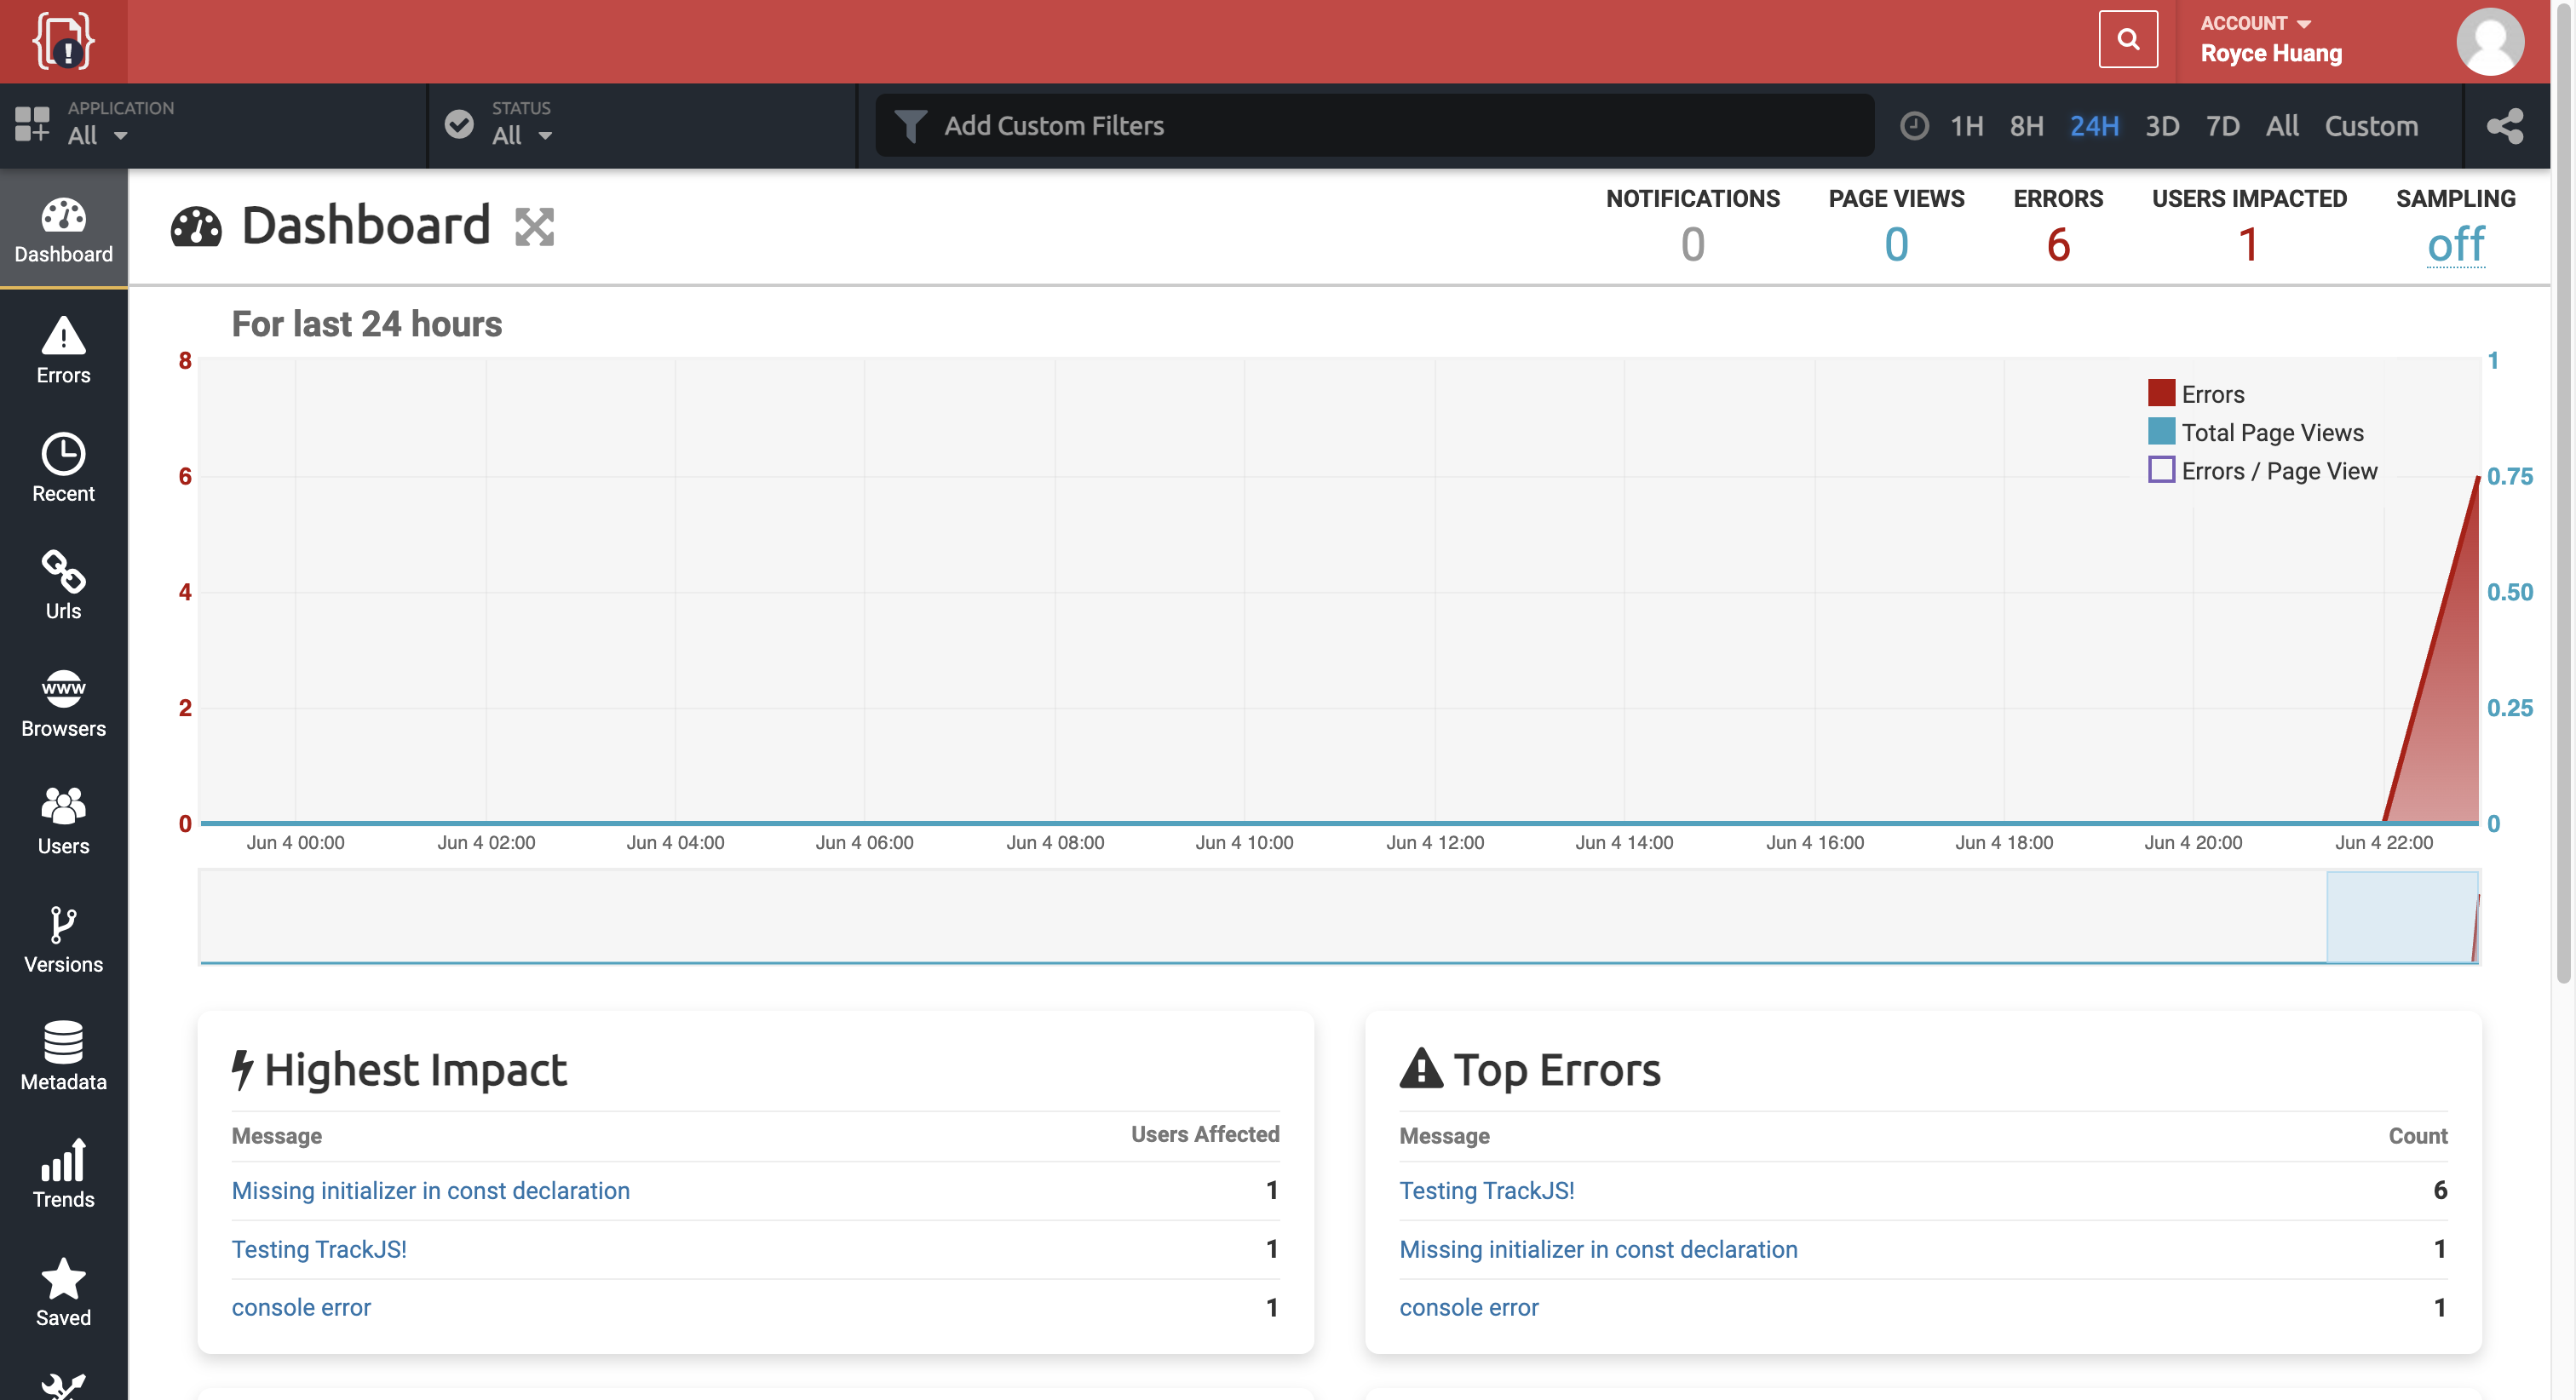 ACCOUNT
Royce Huang
APPLICATION
All
STATUS
All
Add Custom Filters
1H 8H 24H 3D 7D All Custom
Dashboard
Errors
Recent
Urls
www
Browsers
Users
Versions
Metadata
Trends
Saved
Dashboard
NOTIFICATIONS
0
PAGE VIEWS
0
ERRORS
6
USERS IMPACTED
1
SAMPLING
off
For last 24 hours
8
6
4
2
0
1
0.75
0.50
0.25
0
Errors
Total Page Views
Errors / Page View
Jun 4 00:00 Jun 4 02:00 Jun 4 04:00 Jun 4 06:00 Jun 4 08:00 Jun 4 10:00 Jun 4 12:00 Jun 4 14:00 Jun 4 16:00 Jun 4 18:00 Jun 4 20:00 Jun 4 22:00
Highest Impact
Message Users Affected
Missing initializer in const declaration 1
Testing TrackJS! 1
console error 1
Top Errors
Message Count
Testing TrackJS! 6
Missing initializer in const declaration 1
console error 1